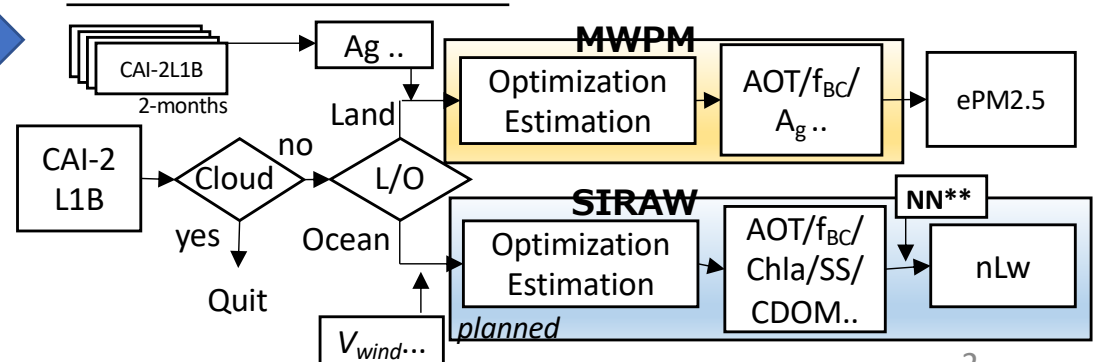 CAI-2L1B
2-months
Ag ..
MWPM
Optimization
Estimation
AOT/fBC/
Ag ..
ePM2.5
Land
CAI-2
L1B
Cloud
no
L/O
yes
Quit
Ocean
SIRAW
Optimization
Estimation
AOT/fBC/
Chla/SS/
CDOM..
NN**
nLw
Vwind...
planned